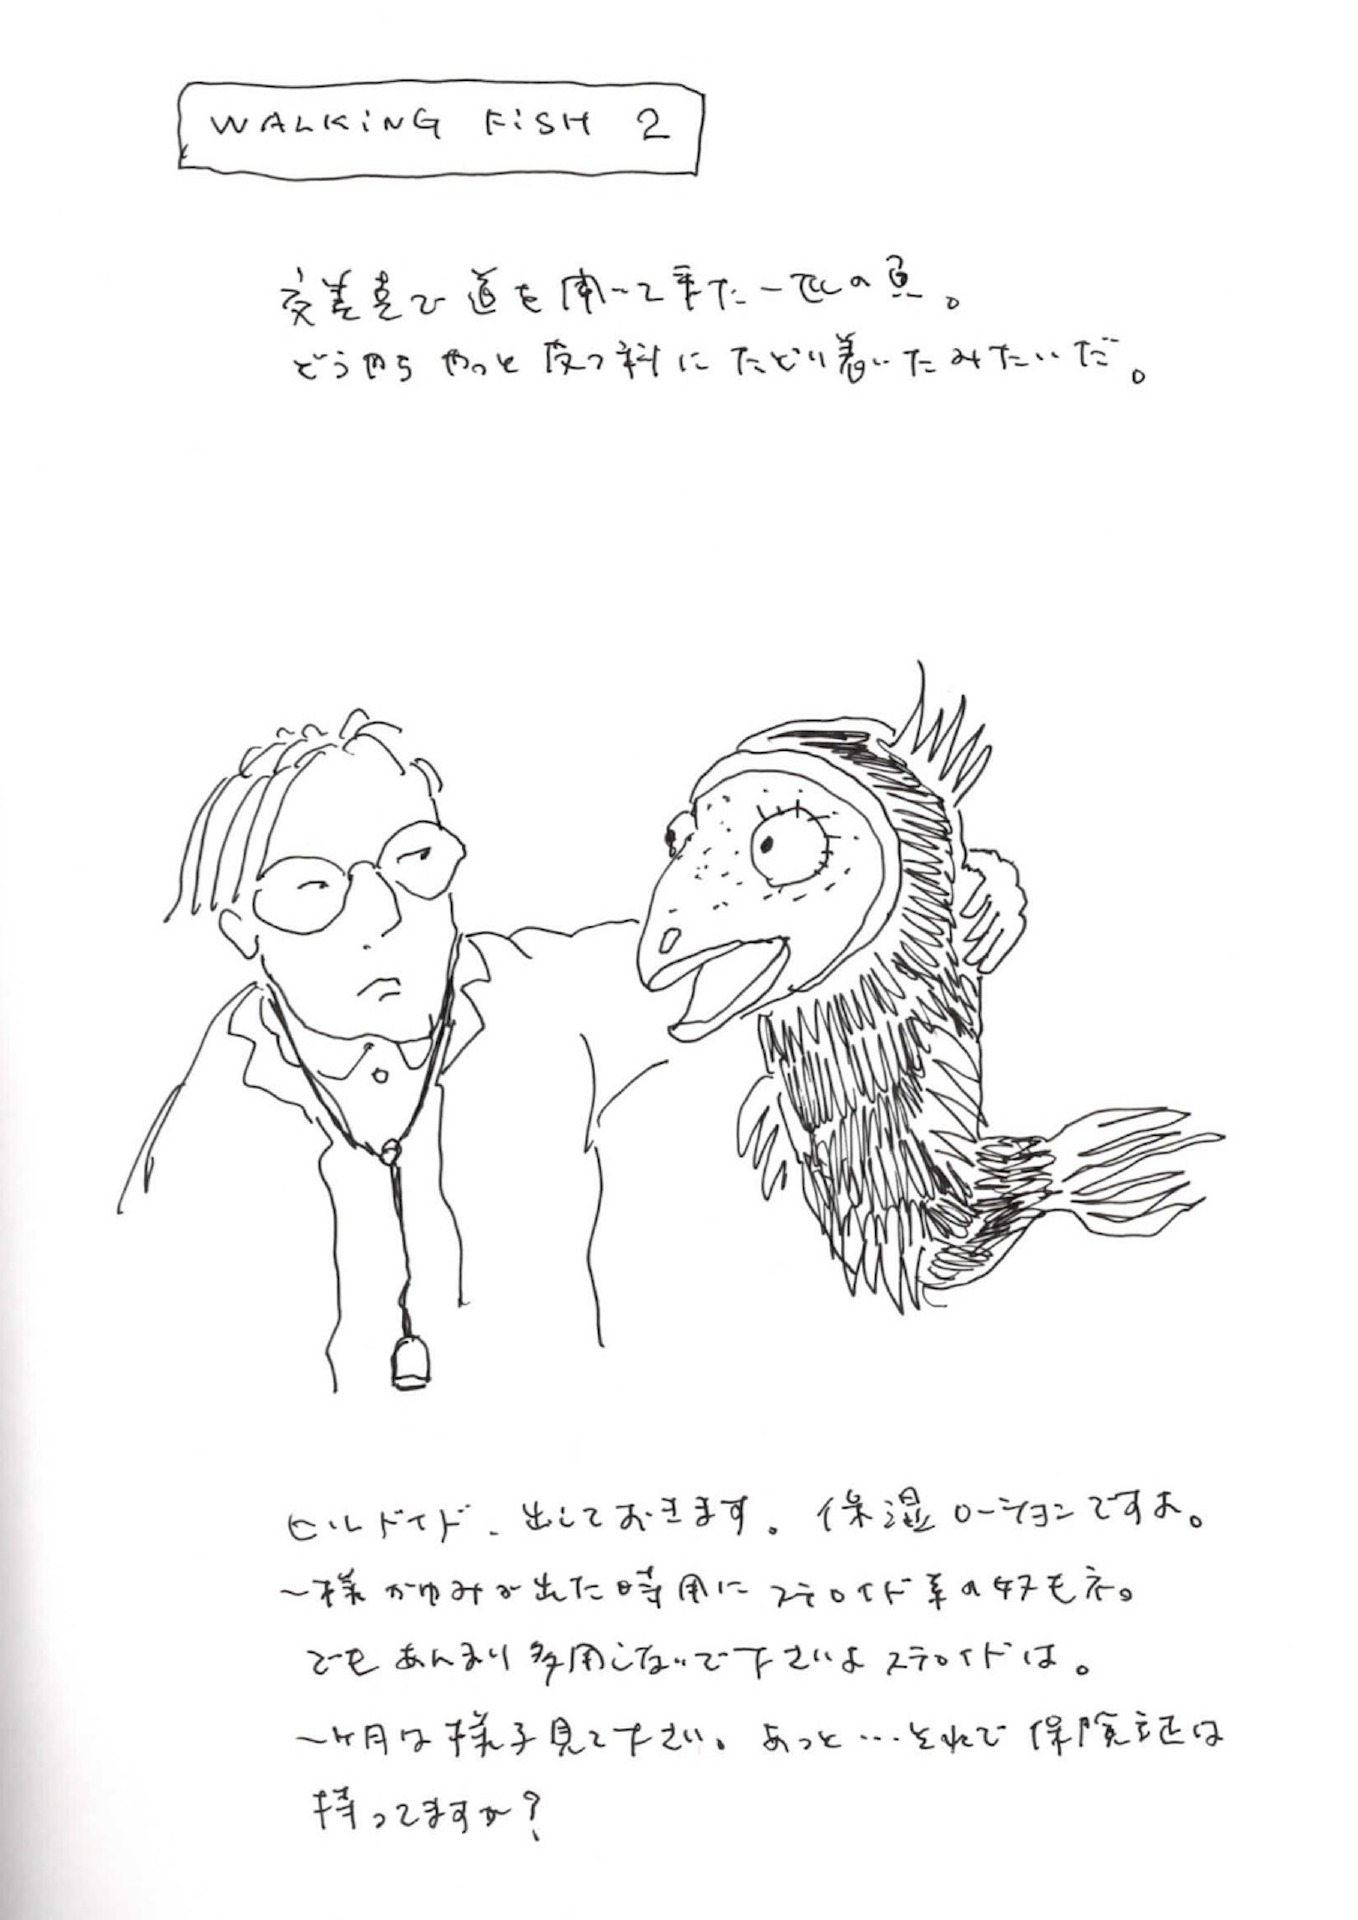 WALKING FISH 2
交差点で道を聞いて来た一匹の魚。
どうやら やっと皮フ科にたどり着いたみたいだ。
ヒルドイド、出しておきます。保湿ローションですよ。
一様かゆみが出た時用にステロイド系のヤヌもネ。
でもあんまり多用しないで下さいよステロイドは。
一ヶ月は様子見て下さい。あっと…それで保険証は
持ってますか?